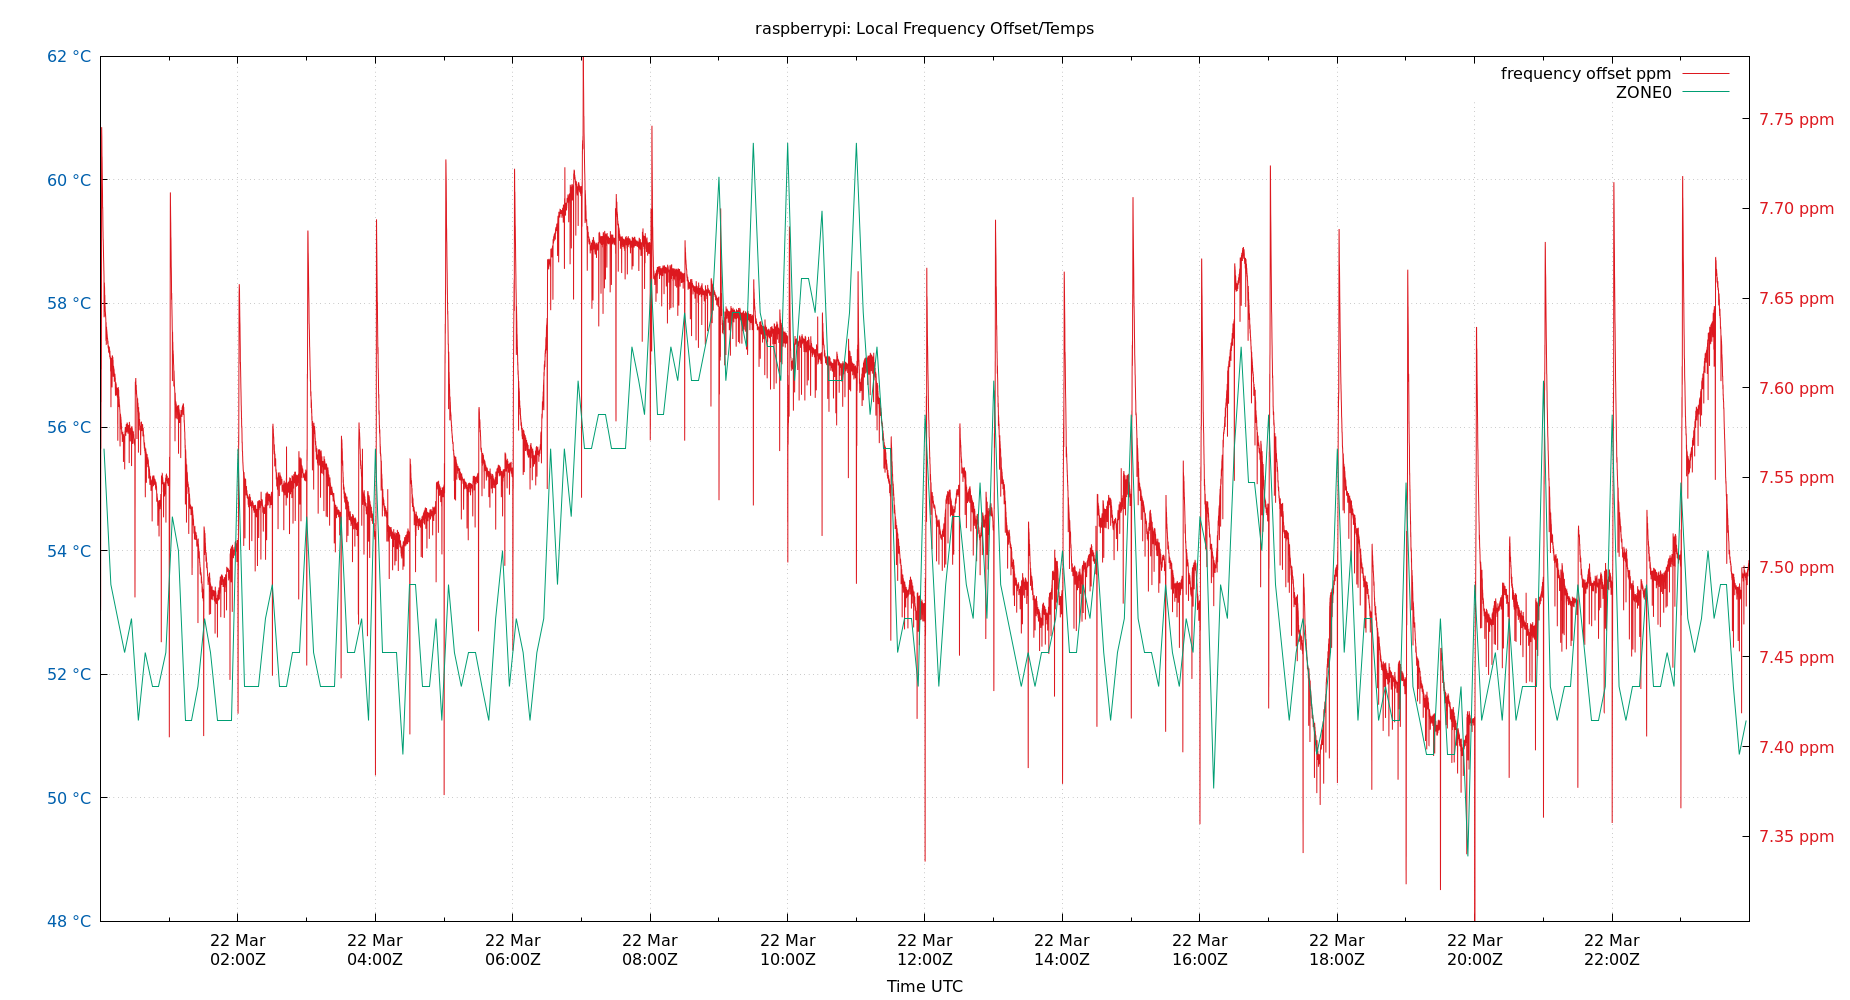 raspberrypi: Local Frequency Offset/Temps
frequency offset ppm
ZONE0
62 °C
60 °C
58 °C
56 °C
54 °C
52 °C
50 °C
48 °C
7.75 ppm
7.70 ppm
7.65 ppm
7.60 ppm
7.55 ppm
7.50 ppm
7.45 ppm
7.40 ppm
7.35 ppm
22 Mar 22 Mar 22 Mar 22 Mar 22 Mar 22 Mar 22 Mar 22 Mar 22 Mar 22 Mar 22 Mar
02:00Z 04:00Z 06:00Z 08:00Z 10:00Z 12:00Z 14:00Z 16:00Z 18:00Z 20:00Z 22:00Z
Time UTC